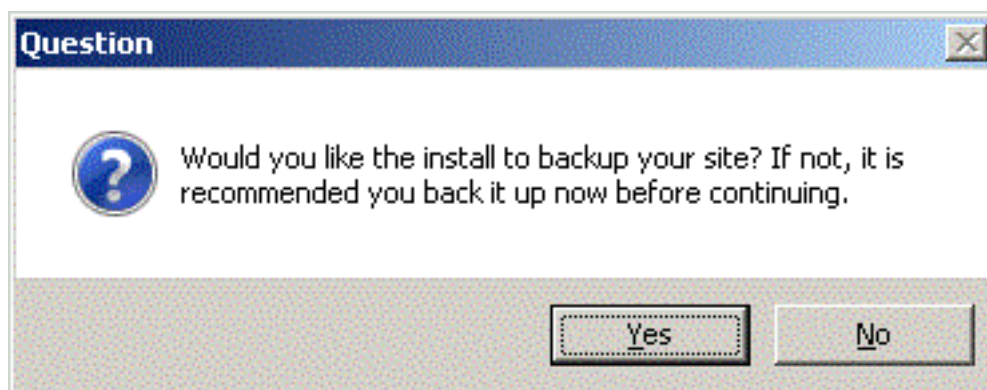 Question
Would you like the install to backup your site? If not, it is
recommended you back it up now before continuing.
Yes
No